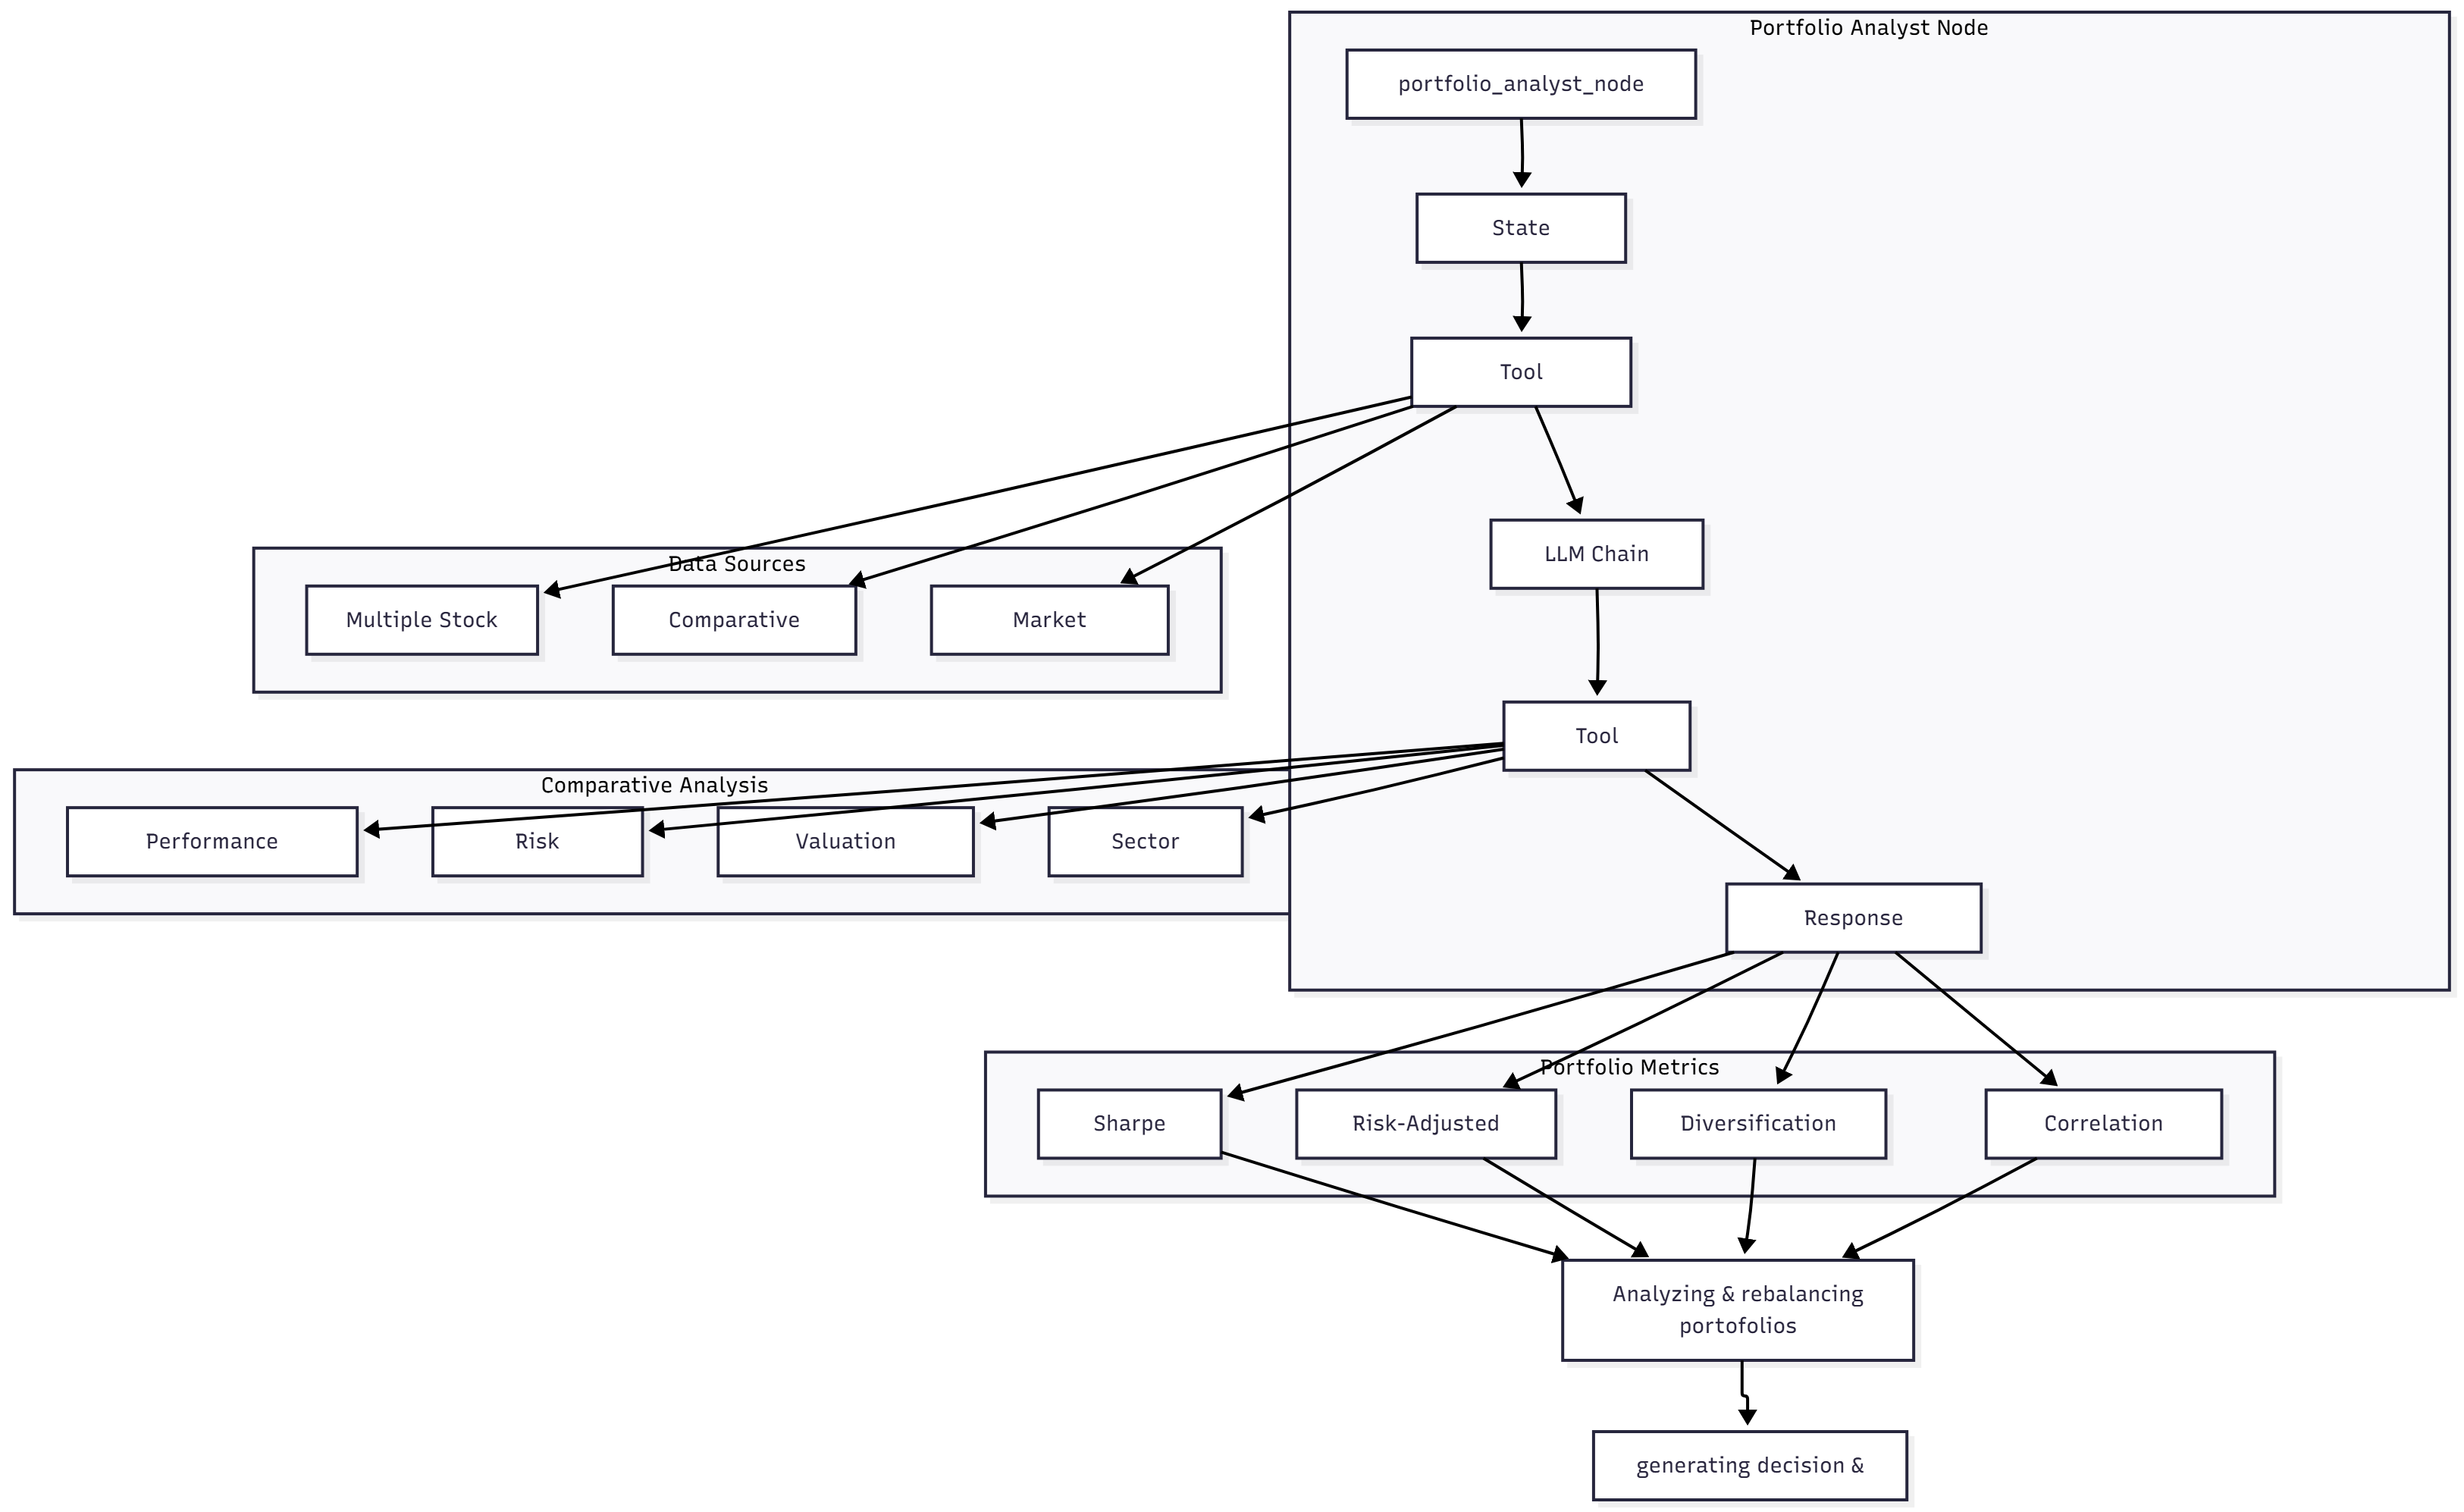 Portfolio Analyst Node
portfolio_analyst_node
State
Tool
LLM Chain
Data Sources
Multiple Stock
Comparative
Market
Tool
Comparative Analysis
Performance
Risk
Valuation
Sector
Response
Portfolio Metrics
Sharpe
Risk-Adjusted
Diversification
Correlation
Analyzing & rebalancing
portofolios
generating decision &